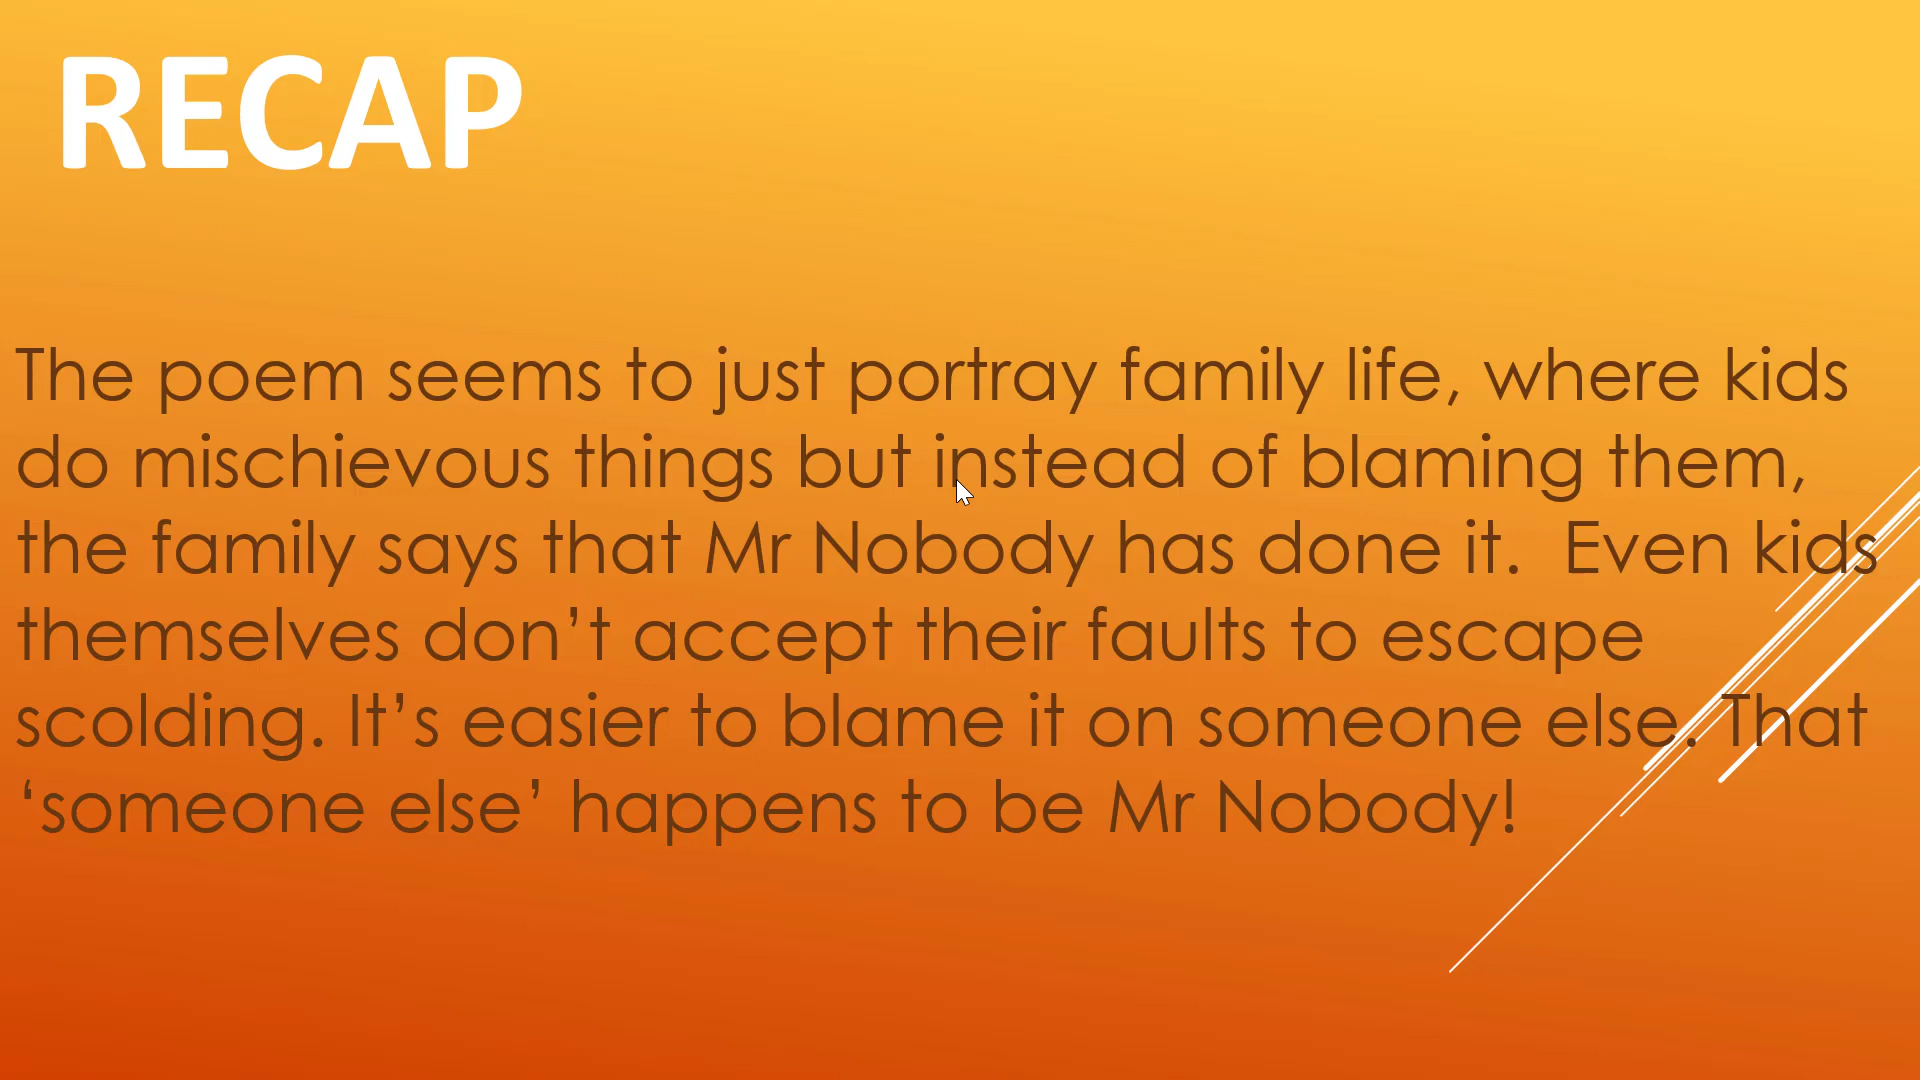 RECAP
The poem seems to just portray family life, where kids
do mischievous things but instead of blaming them,
the family says that Mr Nobody has done it.  Even kids
themselves don’t accept their faults to escape
scolding. It’s easier to blame it on someone else. That
‘someone else’ happens to be Mr Nobody!